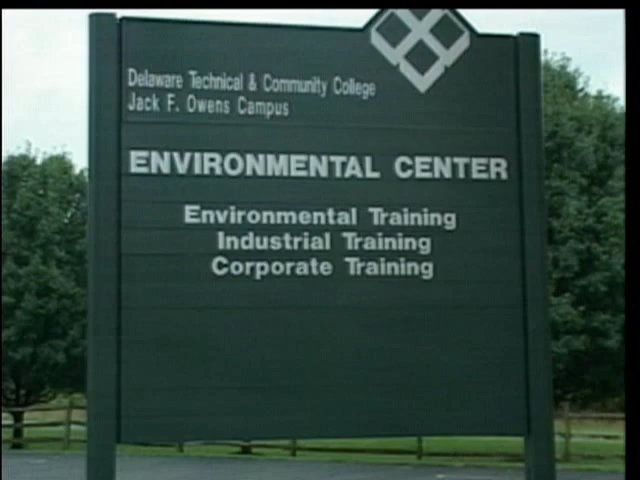 Delaware Technical & Community College
Jack F. Owens Campus
ENVIRONMENTAL CENTER
Environmental Training
Industrial Training
Corporate Training